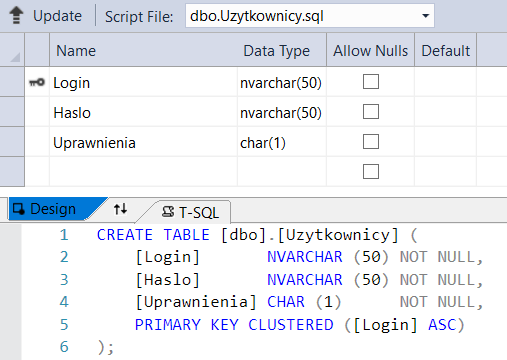 Update Script File: dbo.Uzytkownicy.sql
Name Data Type Allow Nulls Default
Login nvarchar(50)
Haslo nvarchar(50)
Uprawnienia char(1)
Design T-SQL
1 CREATE TABLE [dbo].[Uzytkownicy] (
2 [Login] NVARCHAR (50) NOT NULL,
3 [Haslo] NVARCHAR (50) NOT NULL,
4 [Uprawnienia] CHAR (1) NOT NULL,
5 PRIMARY KEY CLUSTERED ([Login] ASC)
6 );